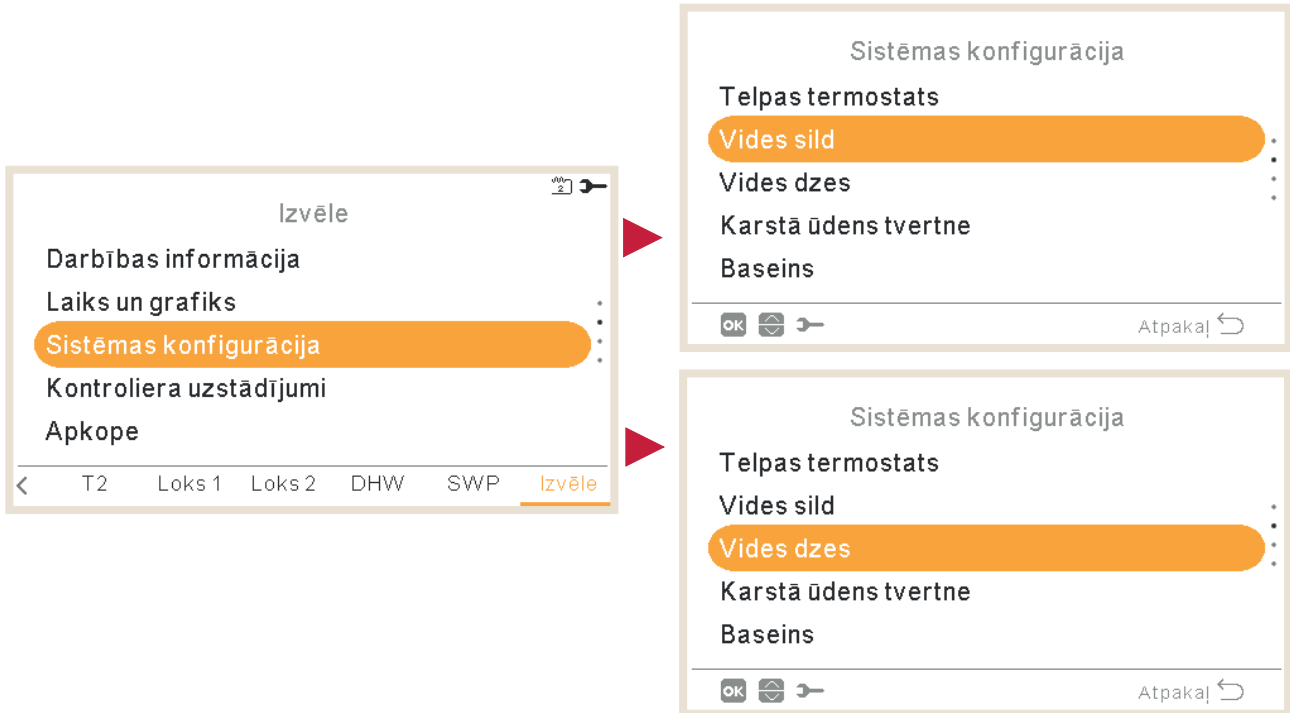 2
Izvēle
Darbības informācija
Laiks un grafiks
Sistēmas konfigurācija
Kontroliera uzstādījumi
Apkope
T2 Loks 1 Loks 2 DHW SWP Izvēle
Sistēmas konfigurācija
Telpas termostats
Vides sild
Vides dzes
Karstā ūdens tvertne
Baseins
OK Atpakaļ
Sistēmas konfigurācija
Telpas termostats
Vides sild
Vides dzes
Karstā ūdens tvertne
Baseins
OK Atpakaļ